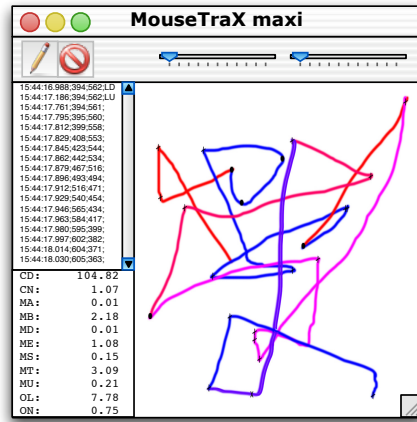 MouseTraX maxi
15:44:16.988;394;562;LD
15:44:17.186;394;562;LU
15:44:17.761;394;561;
15:44:17.795;395;560;
15:44:17.812;399;558;
15:44:17.829;408;553;
15:44:17.845;423;544;
15:44:17.862;442;534;
15:44:17.879;467;516;
15:44:17.896;493;494;
15:44:17.912;516;471;
15:44:17.929;540;454;
15:44:17.946;565;434;
15:44:17.963;584;417;
15:44:17.980;595;399;
15:44:17.997;602;382;
15:44:18.014;604;371;
15:44:18.030;605;363;
CD: 104.82
CN: 1.07
MA: 0.01
MB: 2.18
MD: 0.01
ME: 1.08
MS: 0.15
MT: 3.09
MU: 0.21
OL: 7.78
ON: 0.75